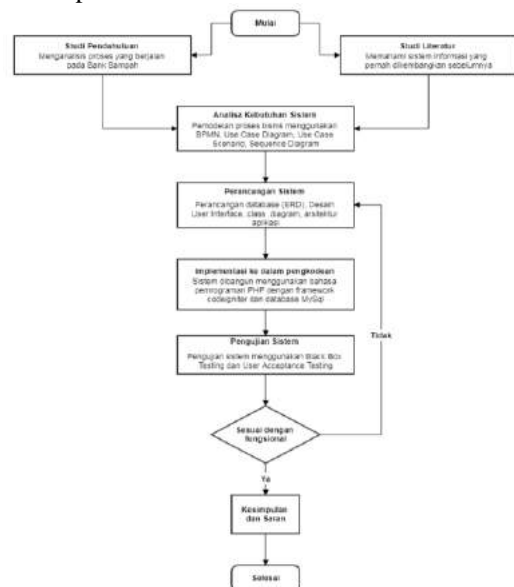 Mulai
Studi Pendahuluan
Menganalisis proses yang berjalan
pada Bank Sampah
Studi Literatur
Memahami sistem informasi yang
pernah dikembangkan sebelumnya
Analisa Kebutuhan Sistem
Pemodelan proses bisnis menggunakan
BPMN, Use Case Diagram, Use Case
Scenario, Sequence Diagram
Perancangan Sistem
Perancangan database (ERD), Desain
User Interface, class diagram, arsitektur
aplikasi
Implementasi ke dalam pengkodean
Sistem dibangun menggunakan bahasa
pemrograman PHP dengan framework
codeigniter dan database MySql
Tidak
Pengujian Sistem
Pengujian sistem menggunakan Black Box
Testing dan User Acceptance Testing
Sesuai dengan
fungsional
Ya
Kesimpulan
dan Saran
Selesai